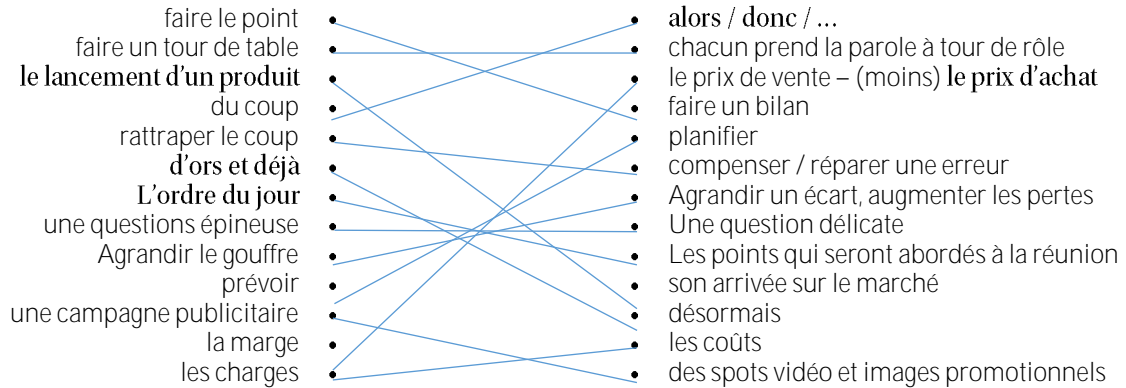 faire le point alors / donc / ...
faire un tour de table chacun prend la parole à tour de rôle
le lancement d'un produit le prix de vente – (moins) le prix d'achat
du coup faire un bilan
rattraper le coup planifier
d'ors et déjà compenser / réparer une erreur
L'ordre du jour Agrandir un écart, augmenter les pertes
une questions épineuse Une question délicate
Agrandir le gouffre Les points qui seront abordés à la réunion
prévoir son arrivée sur le marché
une campagne publicitaire désormais
la marge les coûts
les charges des spots vidéo et images promotionnels